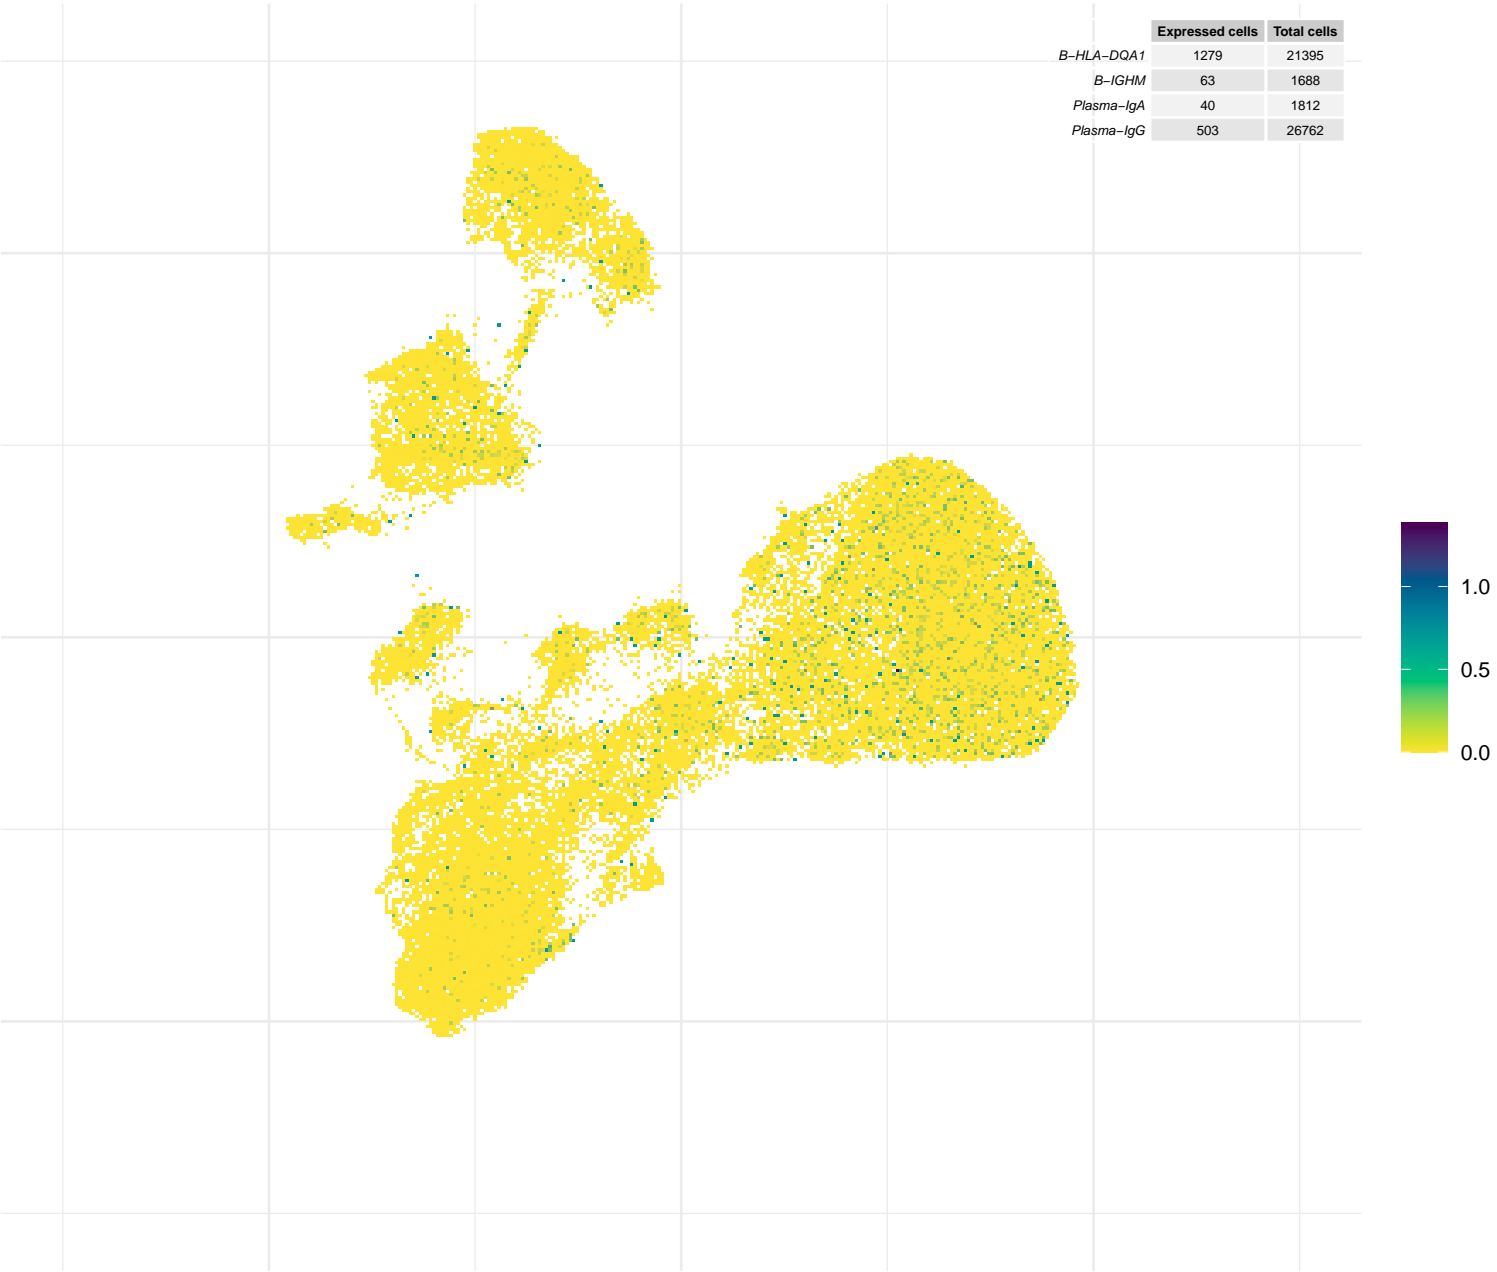 Expressed cells Total cells
B−HLA−DQA1 1279 21395
B−IGHM 63 1688
Plasma−IgA 40 1812
Plasma−IgG 503 26762
1.0
0.5
0.0